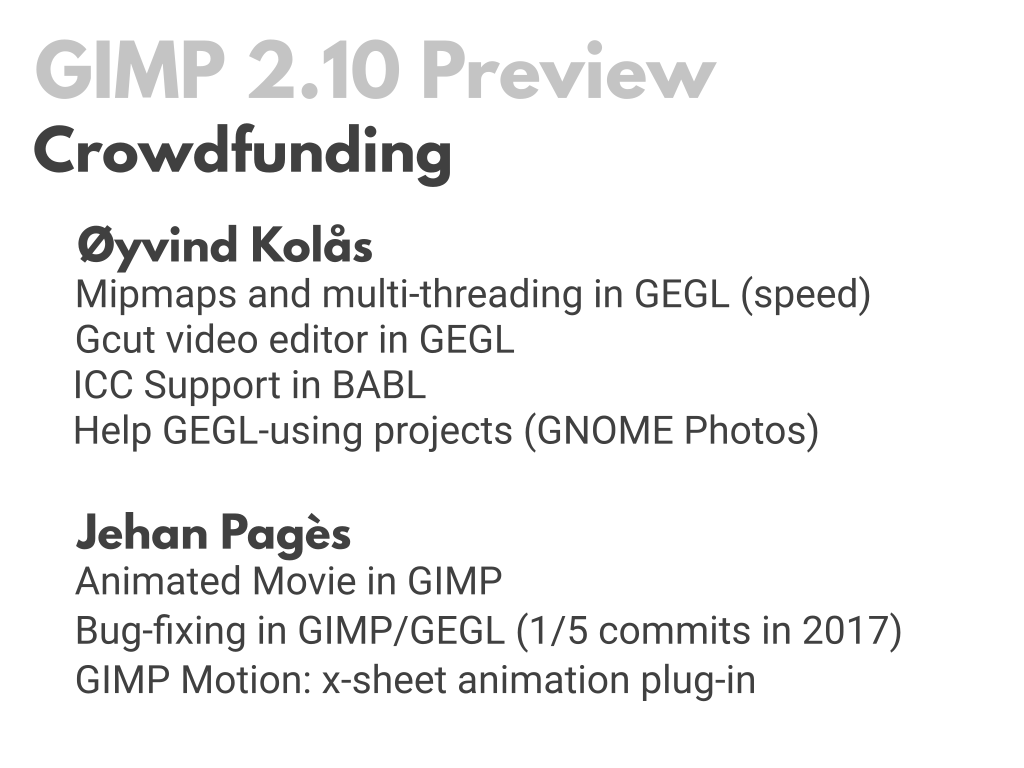 GIMP 2.10 Preview
Crowdfunding
Øyvind Kolås
Mipmaps and multi-threading in GEGL (speed)
Gcut video editor in GEGL
ICC Support in BABL
Help GEGL-using projects (GNOME Photos)
Jehan Pagès
Animated Movie in GIMP
Bug-fixing in GIMP/GEGL (1/5 commits in 2017)
GIMP Motion: x-sheet animation plug-in